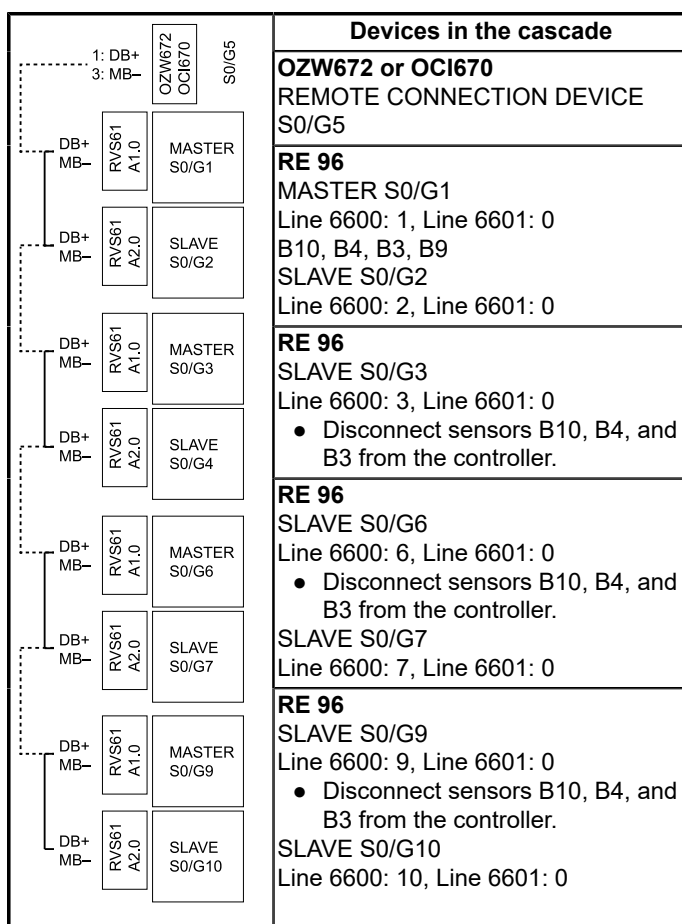 1: DB+
3: MB–
OZW672
OCI670
S0/G5
DB+
MB–
RVS61
A1.0
MASTER
S0/G1
DB+
MB–
RVS61
A2.0
SLAVE
S0/G2
DB+
MB–
RVS61
A1.0
MASTER
S0/G3
DB+
MB–
RVS61
A2.0
SLAVE
S0/G4
DB+
MB–
RVS61
A1.0
MASTER
S0/G6
DB+
MB–
RVS61
A2.0
SLAVE
S0/G7
DB+
MB–
RVS61
A1.0
MASTER
S0/G9
DB+
MB–
RVS61
A2.0
SLAVE
S0/G10
Devices in the cascade
OZW672 or OCI670
REMOTE CONNECTION DEVICE
S0/G5
RE 96
MASTER S0/G1
Line 6600: 1, Line 6601: 0
B10, B4, B3, B9
SLAVE S0/G2
Line 6600: 2, Line 6601: 0
RE 96
SLAVE S0/G3
Line 6600: 3, Line 6601: 0
● Disconnect sensors B10, B4, and
B3 from the controller.
RE 96
SLAVE S0/G6
Line 6600: 6, Line 6601: 0
● Disconnect sensors B10, B4, and
B3 from the controller.
SLAVE S0/G7
Line 6600: 7, Line 6601: 0
RE 96
SLAVE S0/G9
Line 6600: 9, Line 6601: 0
● Disconnect sensors B10, B4, and
B3 from the controller.
SLAVE S0/G10
Line 6600: 10, Line 6601: 0